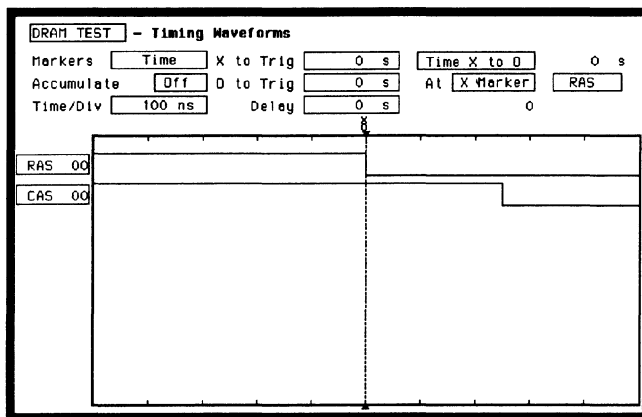 DRAM TEST - Timing Waveforms
Markers Time X to Trig 0 s Time X to O 0 s
Accumulate Off O to Trig 0 s At X Marker RAS
Time/Div 100 ns Delay 0 s 0
X
O
RAS 00
CAS 00